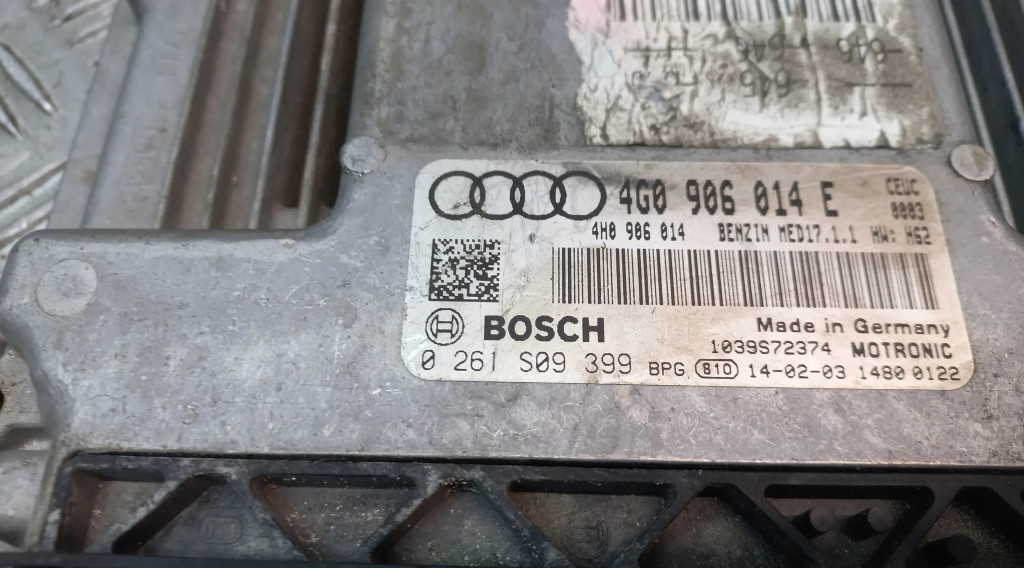 4G0 906 014 E
CEUC
0003
4H0 906 014 BENZIN MED17.1.1 HW: H62
BOSCH
Made in Germany
1039S72374 MOTRONIC
0 261 S09 399 BPG 810 14-02-03 1480 0122